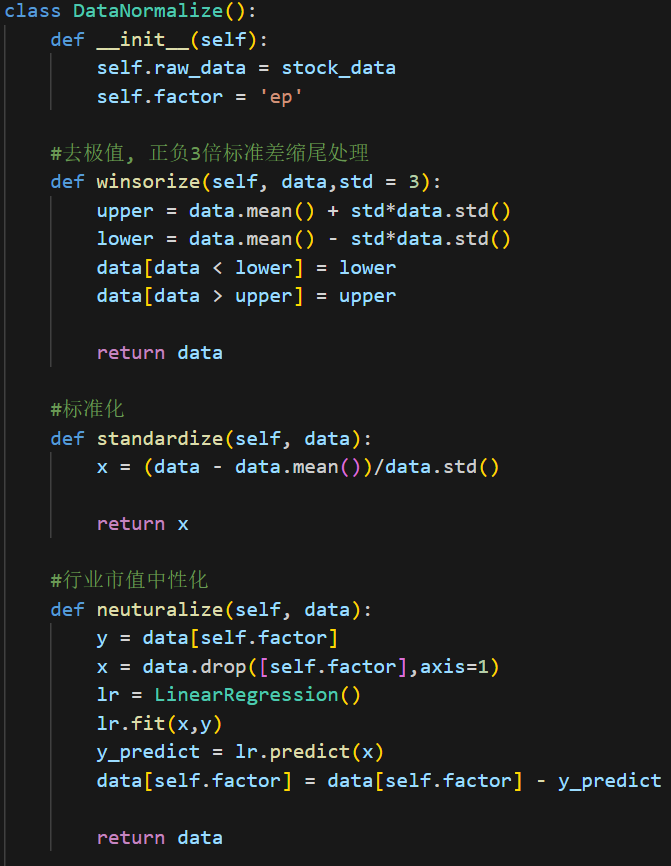 class DataNormalize():
def __init__(self):
self.raw_data = stock_data
self.factor = 'ep'
#去极值, 正负3倍标准差缩尾处理
def winsorize(self, data,std = 3):
upper = data.mean() + std*data.std()
lower = data.mean() - std*data.std()
data[data < lower] = lower
data[data > upper] = upper
return data
#标准化
def standardize(self, data):
x = (data - data.mean())/data.std()
return x
#行业市值中性化
def neuturalize(self, data):
y = data[self.factor]
x = data.drop([self.factor],axis=1)
lr = LinearRegression()
lr.fit(x,y)
y_predict = lr.predict(x)
data[self.factor] = data[self.factor] - y_predict
return data